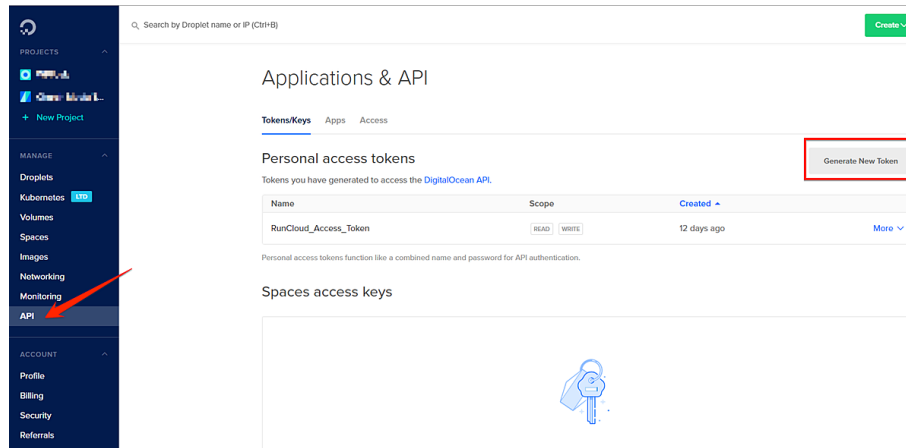 Search by Droplet name or IP (Ctrl+B)
Create
PROJECTS
+ New Project
MANAGE
Droplets
Kubernetes LTD
Volumes
Spaces
Images
Networking
Monitoring
API
ACCOUNT
Profile
Billing
Security
Referrals
Applications & API
Tokens/Keys Apps Access
Personal access tokens
Generate New Token
Tokens you have generated to access the DigitalOcean API.
Name Scope Created
RunCloud_Access_Token READ WRITE 12 days ago More
Personal access tokens function like a combined name and password for API authentication.
Spaces access keys